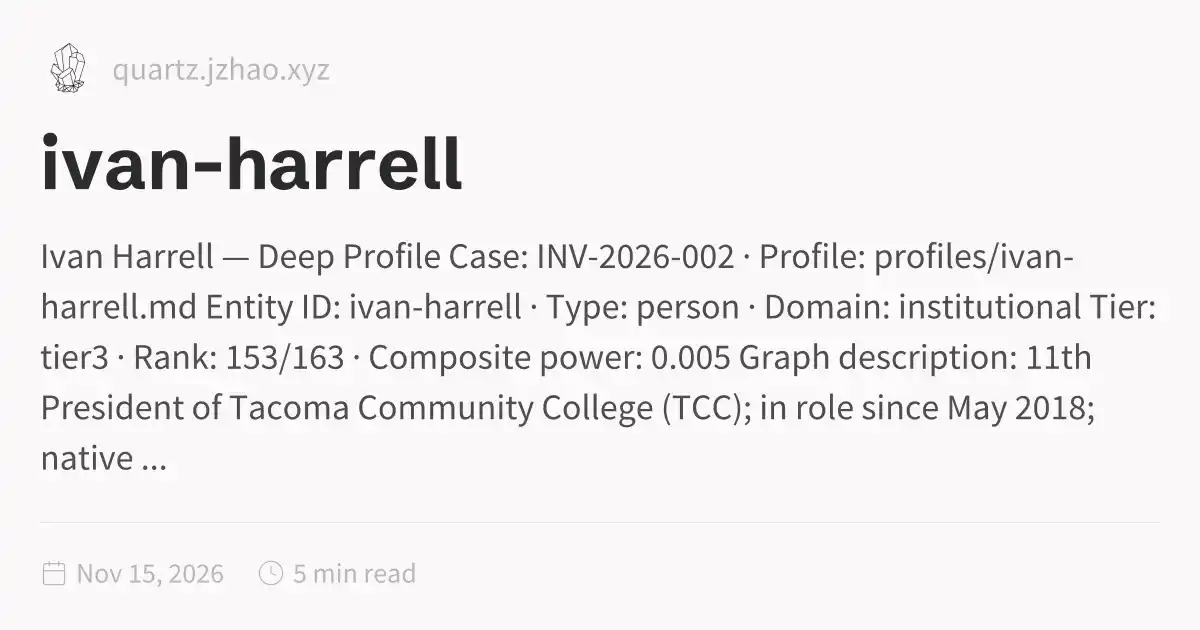 quartz.jzhao.xyz
ivan-harrell
Ivan Harrell — Deep Profile Case: INV-2026-002 · Profile: profiles/ivan-
harrell.md Entity ID: ivan-harrell · Type: person · Domain: institutional Tier:
tier3 · Rank: 153/163 · Composite power: 0.005 Graph description: 11th
President of Tacoma Community College (TCC); in role since May 2018;
native ...
Nov 15, 2026 5 min read